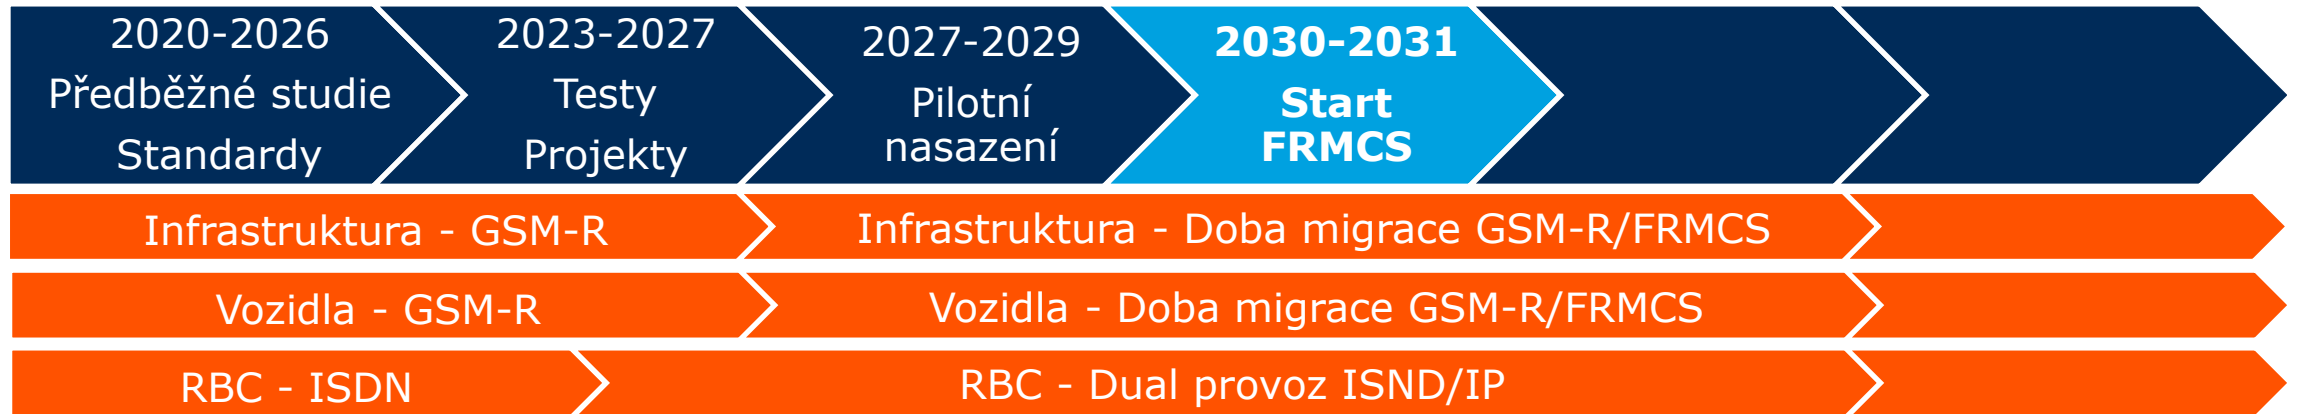 2020-2026
Předběžné studie
Standardy
2023-2027
Testy
Projekty
2027-2029
Pilotní
nasazení
2030-2031
Start
FRMCS
Infrastruktura - GSM-R
Infrastruktura - Doba migrace GSM-R/FRMCS
Vozidla - GSM-R
Vozidla - Doba migrace GSM-R/FRMCS
RBC - ISDN
RBC - Dual provoz ISND/IP